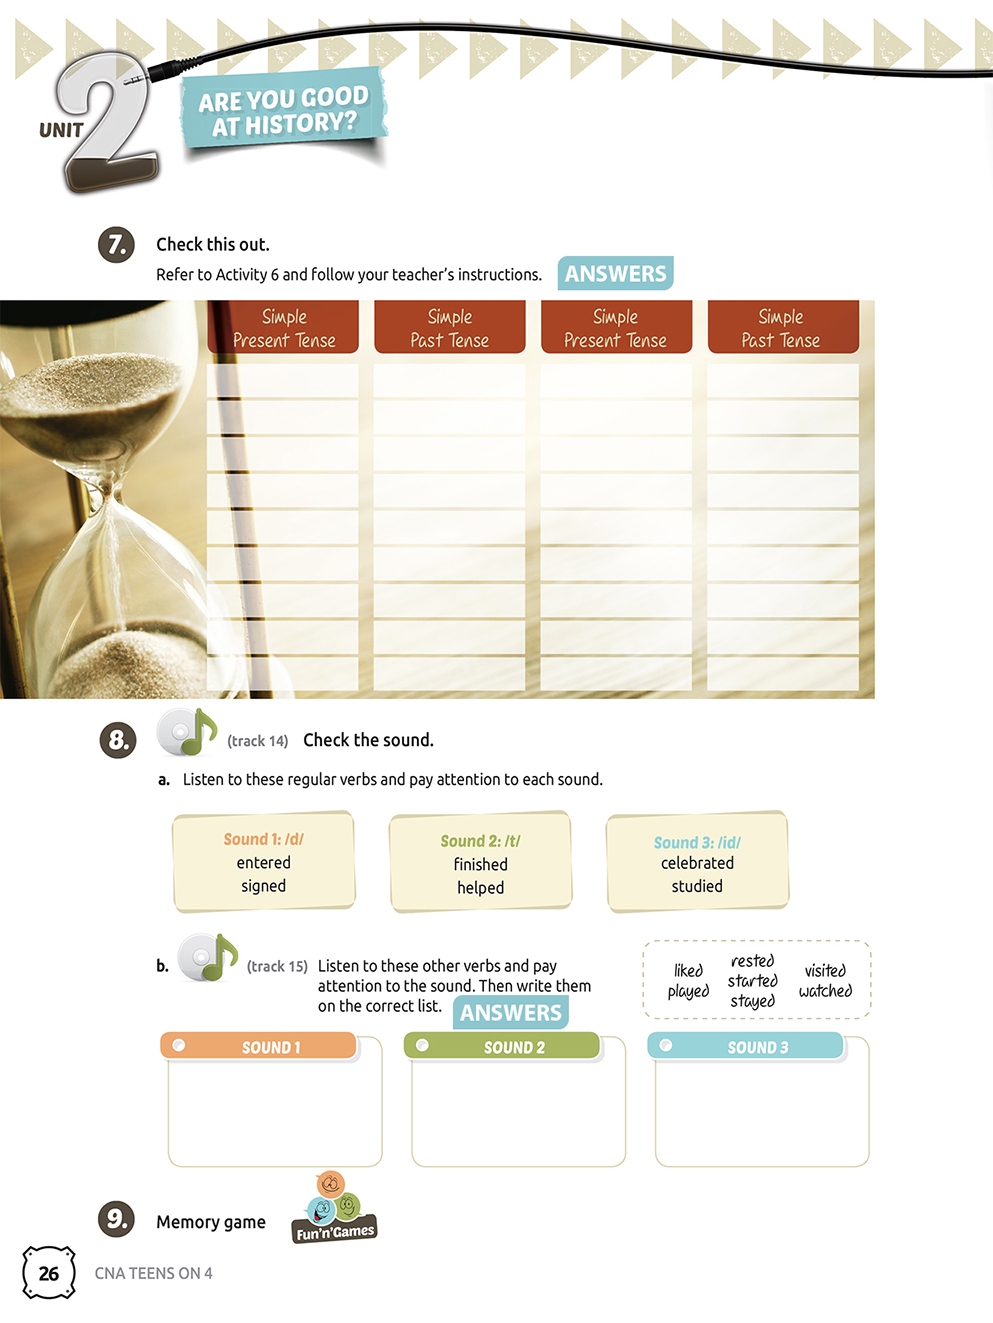 UNIT 2
ARE YOU GOOD
AT HISTORY?
7. Check this out.
Refer to Activity 6 and follow your teacher's instructions. ANSWERS
Simple
Present Tense
Simple
Past Tense
Simple
Present Tense
Simple
Past Tense
8. (track 14) Check the sound.
a. Listen to these regular verbs and pay attention to each sound.
Sound 1: /d/
entered
signed
Sound 2: /t/
finished
helped
Sound 3: /id/
celebrated
studied
b. (track 15) Listen to these other verbs and pay
attention to the sound. Then write them
on the correct list. ANSWERS
liked
played
rested
started
stayed
visited
watched
SOUND 1
SOUND 2
SOUND 3
9. Memory game
Fun'n'Games
26 CNA TEENS ON 4